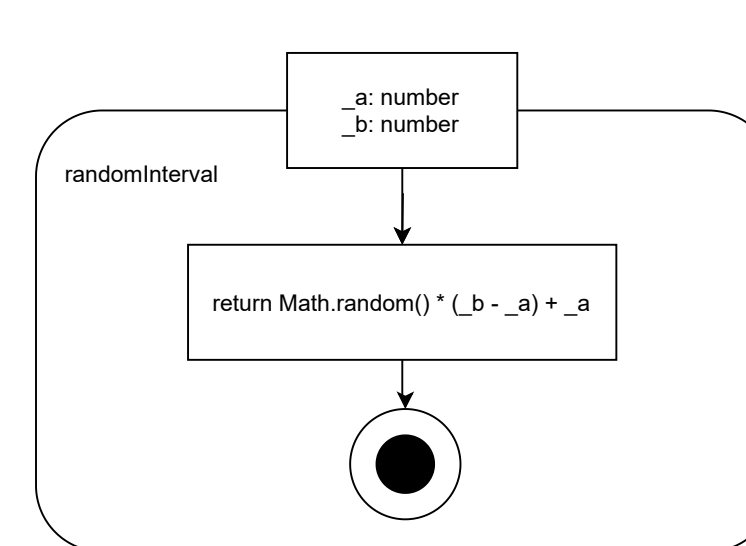 _a: number
_b: number
randomInterval
return Math.random() * (_b - _a) + _a